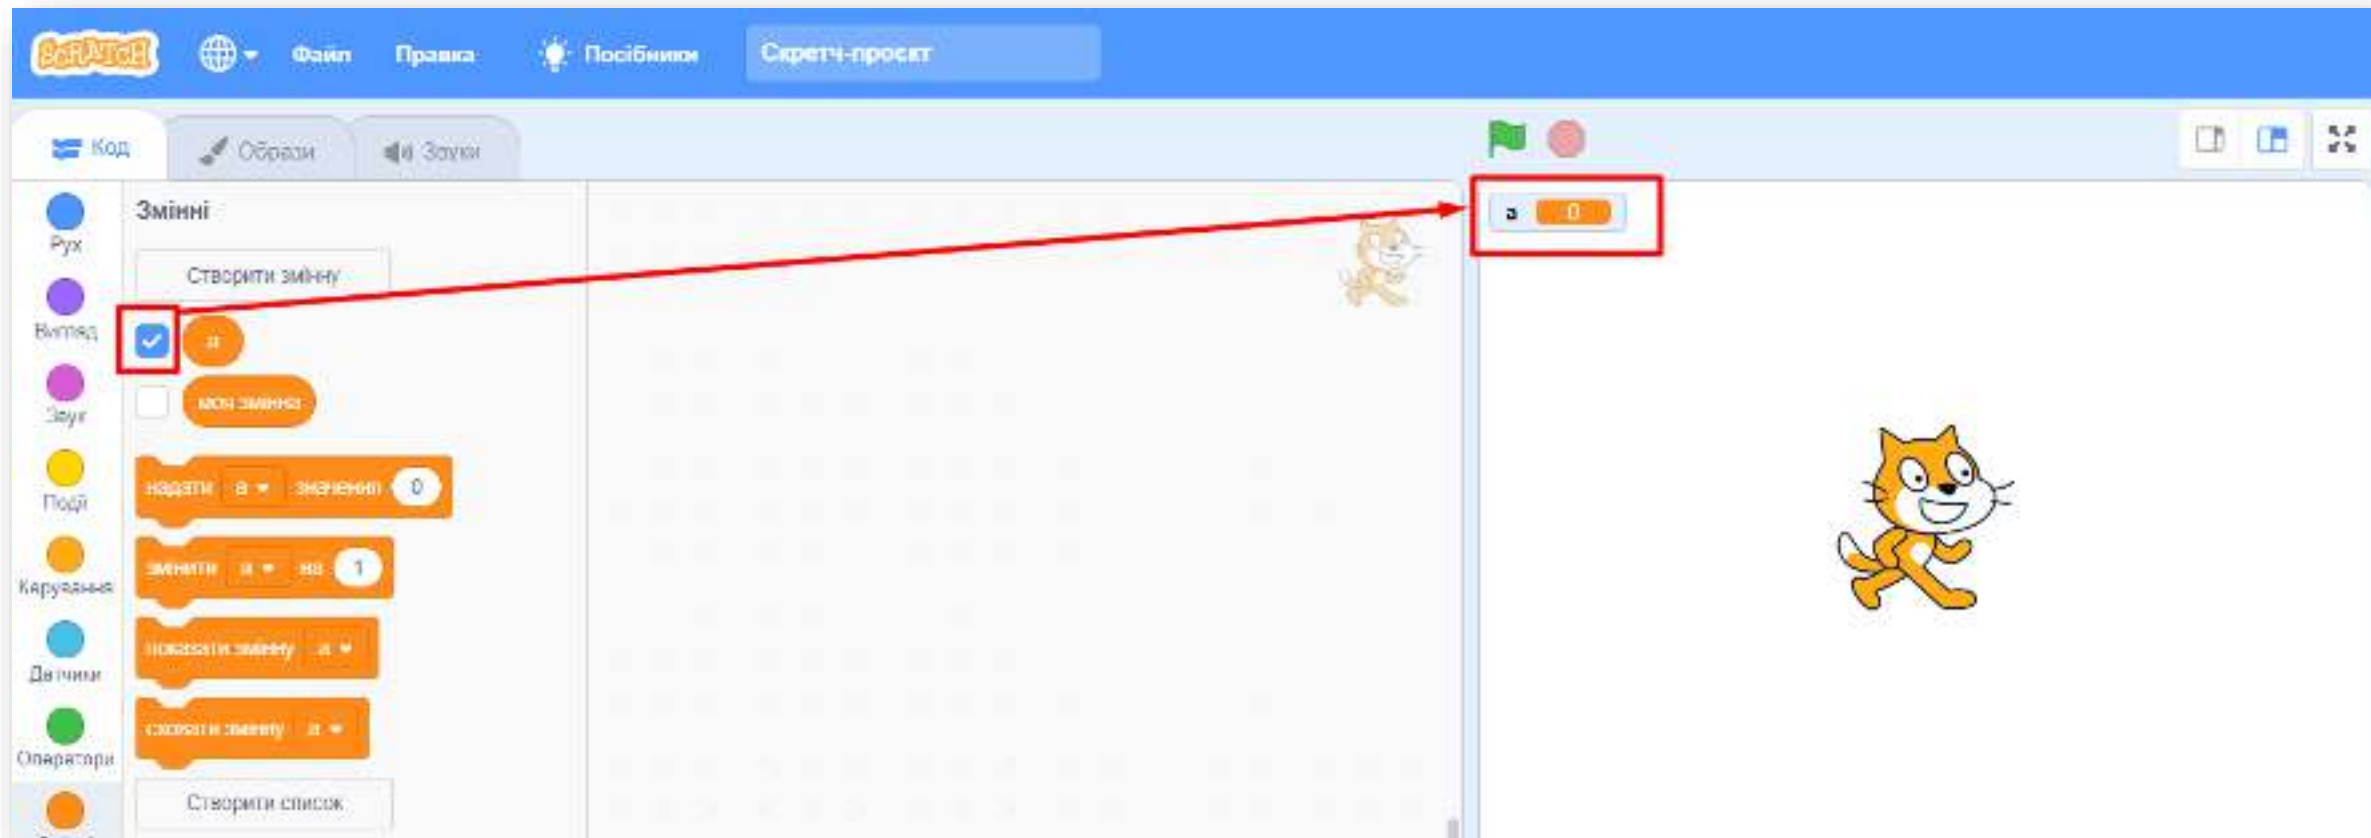 SCRATCH Файл Правка Посібники Скретч-проєкт
Код Образи Звуки
Рух
Вигляд
Звук
Події
Керування
Датчики
Оператори
Змінні
Створити змінну
a
моя змінна
надати a значення 0
змінити a на 1
показати змінну a
сховати змінну a
Створити список
a 0